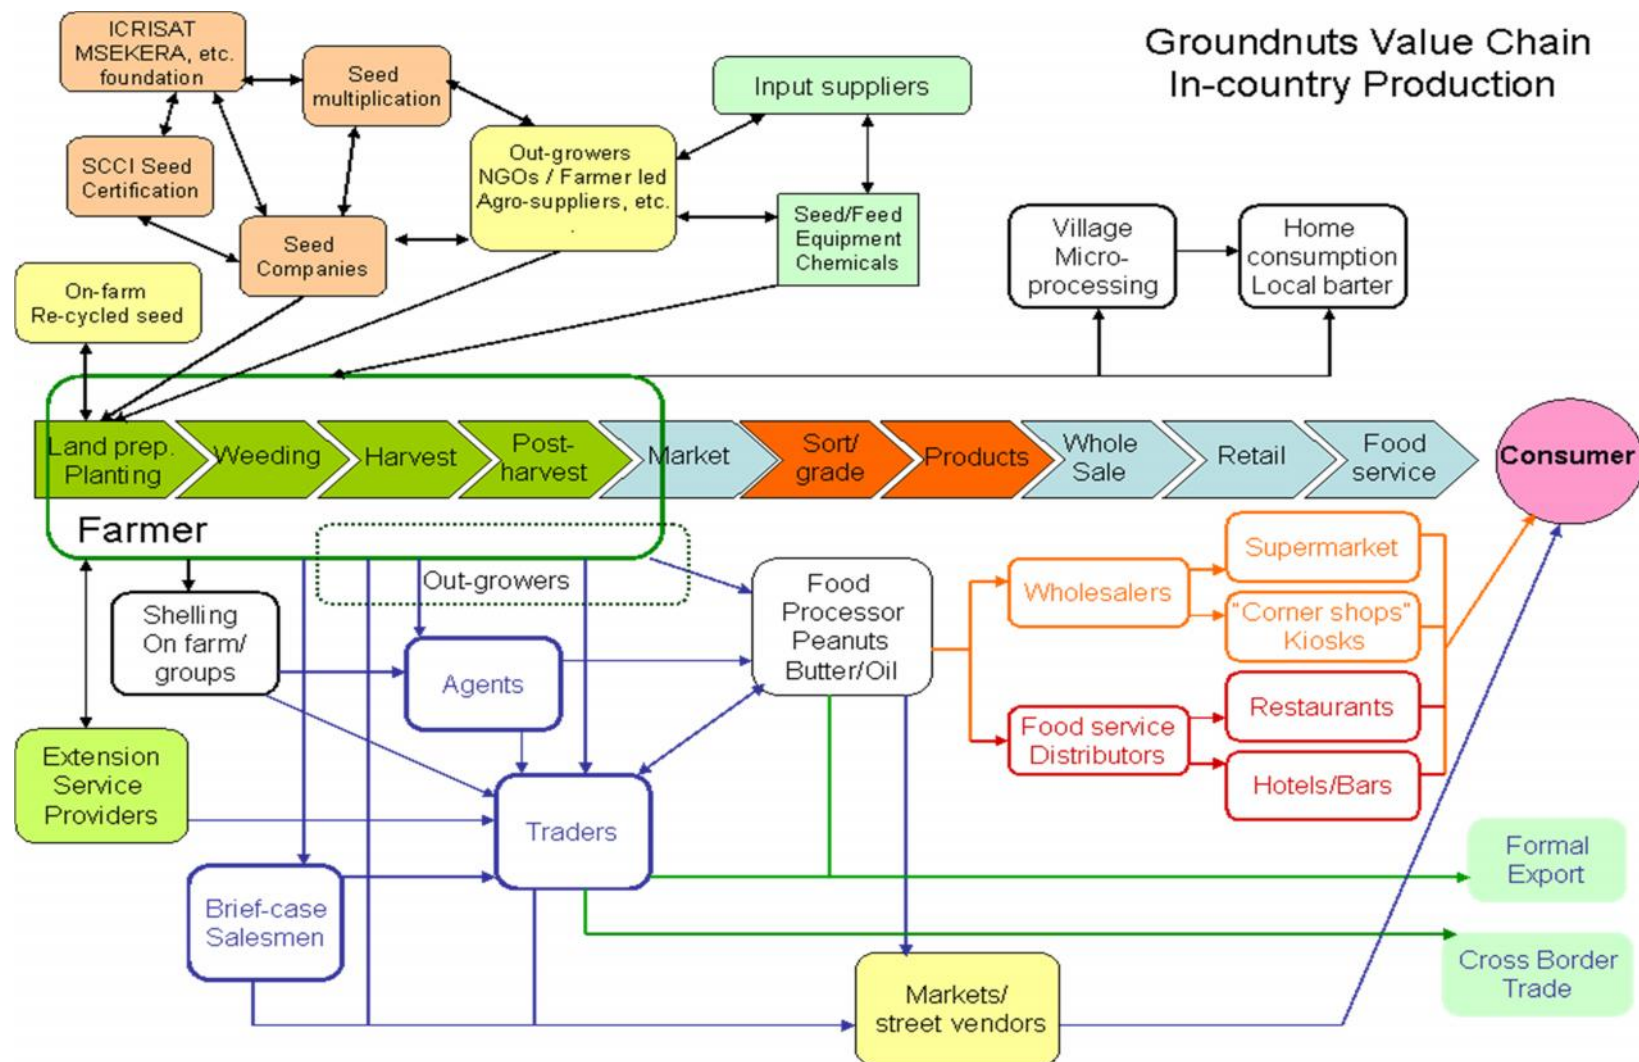 Groundnuts Value Chain
In-country Production
ICRISAT
MSEKERA, etc.
foundation
Seed
multiplication
Input suppliers
SCCI Seed
Certification
Out-growers
NGOs / Farmer led
Agro-suppliers, etc.
.
Seed/Feed
Equipment
Chemicals
Village
Micro-
processing
Home
consumption
Local barter
Seed
Companies
On-farm
Re-cycled seed
Land prep.
Planting
Weeding
Harvest
Post-
harvest
Market
Sort/
grade
Products
Whole
Sale
Retail
Food
service
Consumer
Farmer
Out-growers
Shelling
On farm/
groups
Agents
Food
Processor
Peanuts
Butter/Oil
Wholesalers
Supermarket
"Corner shops"
Kiosks
Food service
Distributors
Restaurants
Hotels/Bars
Extension
Service
Providers
Traders
Brief-case
Salesmen
Formal
Export
Cross Border
Trade
Markets/
street vendors